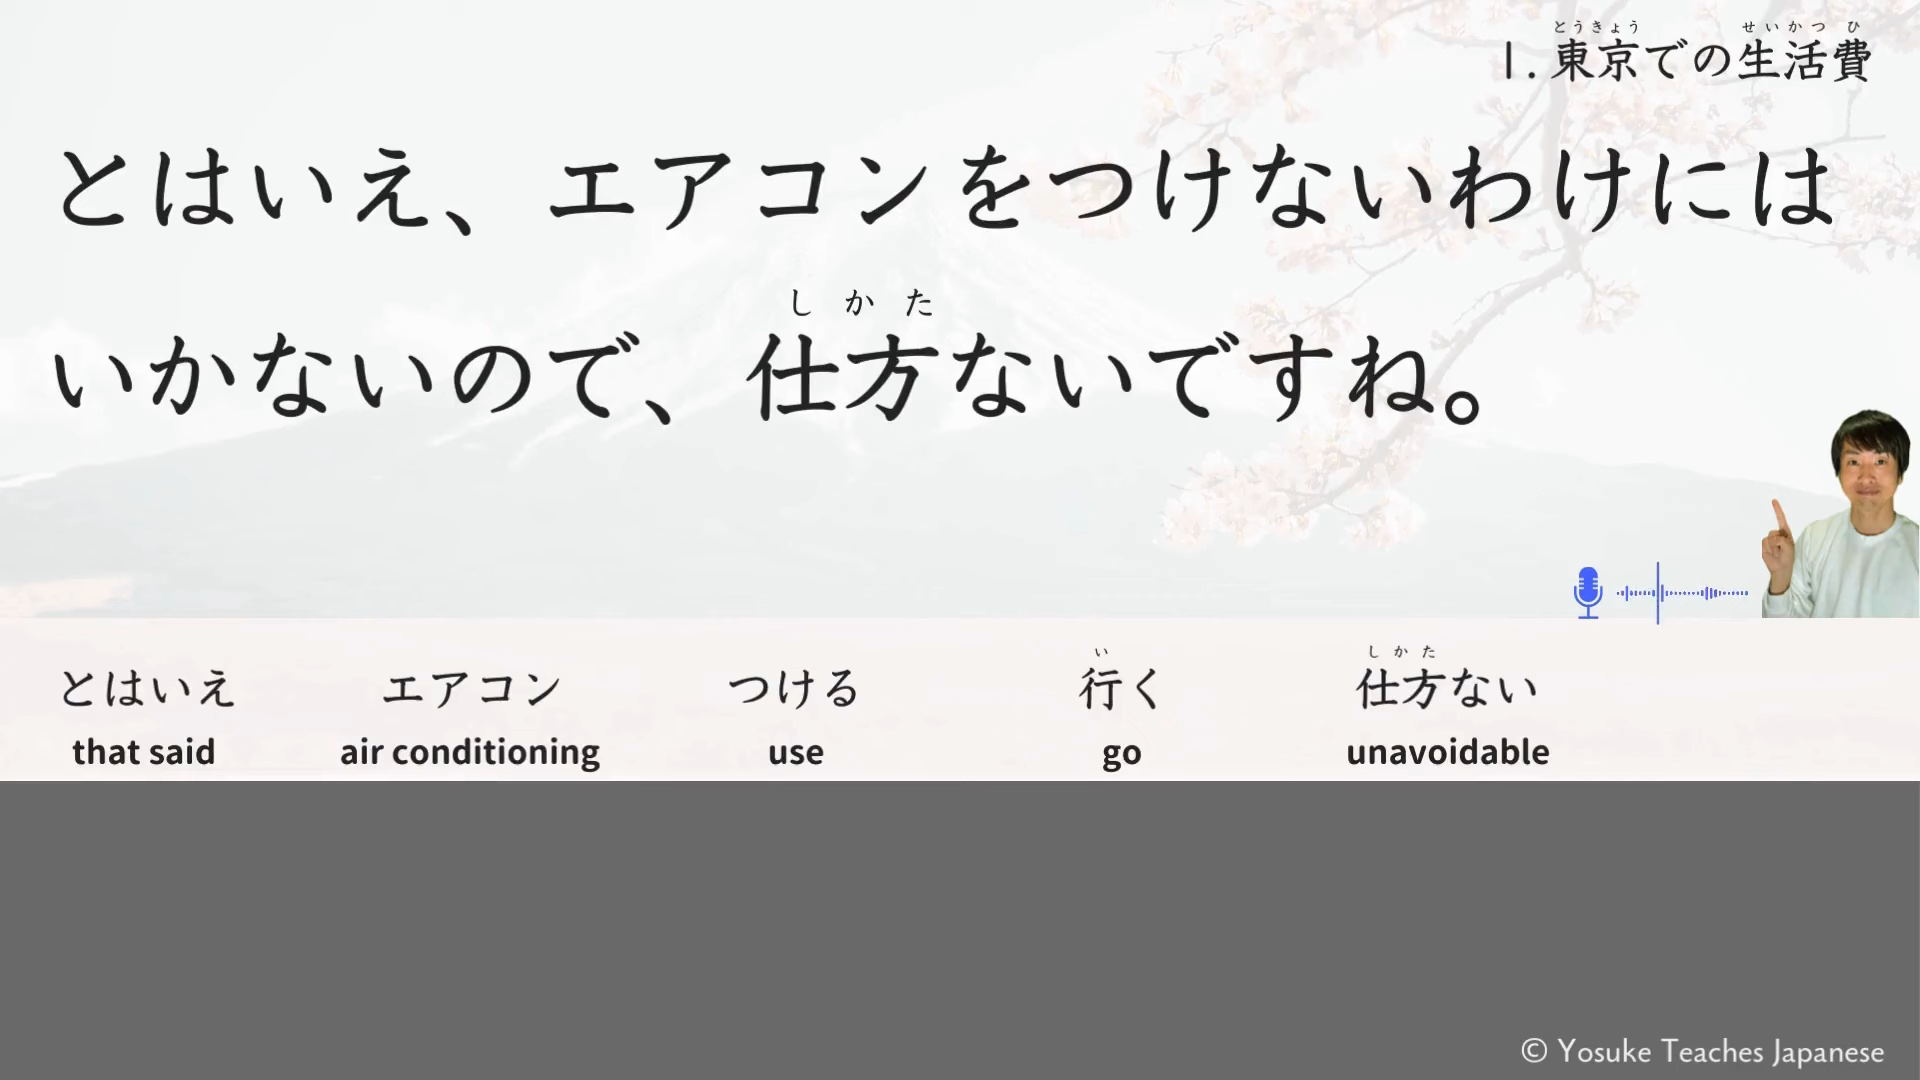 とうきょう せいかつ ひ
1. 東京での生活費
とはいえ、エアコンをつけないわけには
しかた
いかないので、仕方ないですね。
とはいえ エアコン つける 行く 仕方ない
い しかた
that said air conditioning use go unavoidable
© Yosuke Teaches Japanese